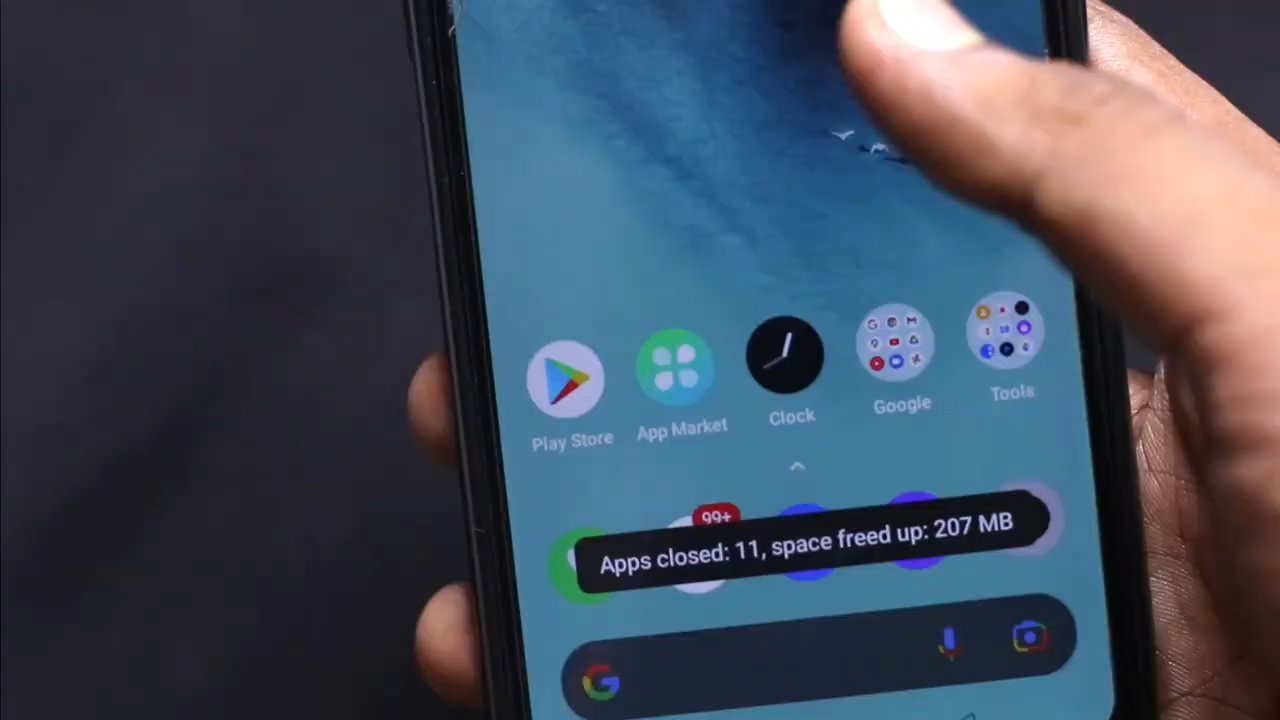 Play Store
App Market
Clock
Google
Tools
99+
Apps closed: 11, space freed up: 207 MB